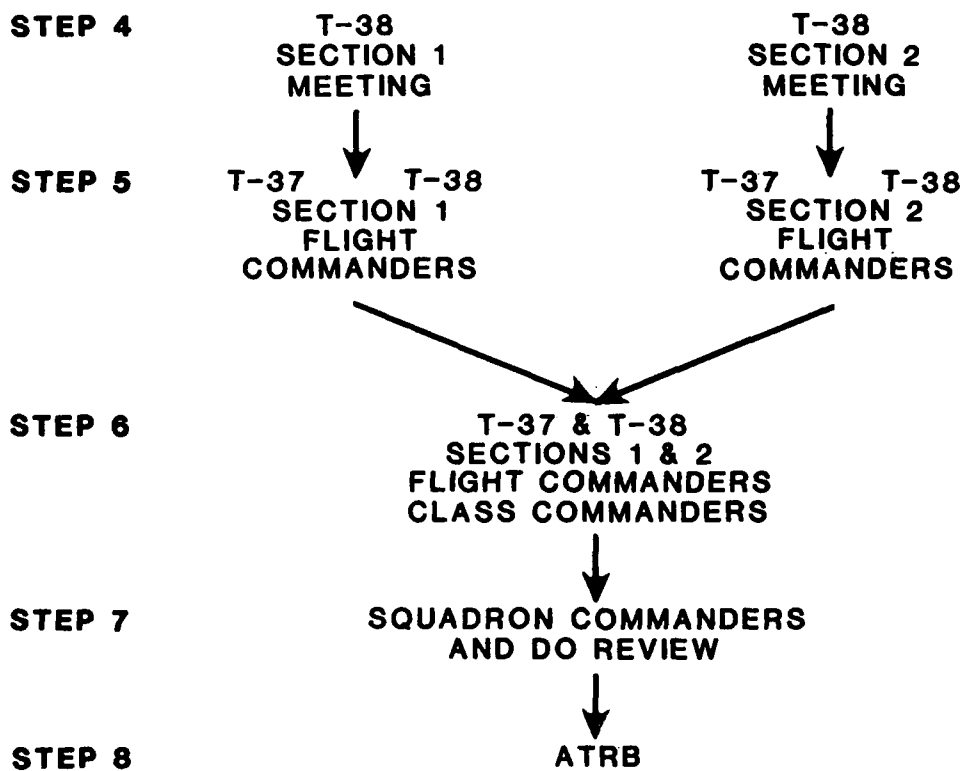 STEP 4
T-38
SECTION 1
MEETING
T-38
SECTION 2
MEETING
STEP 5
T-37 T-38
SECTION 1
FLIGHT
COMMANDERS
T-37 T-38
SECTION 2
FLIGHT
COMMANDERS
STEP 6
T-37 & T-38
SECTIONS 1 & 2
FLIGHT COMMANDERS
CLASS COMMANDERS
STEP 7
SQUADRON COMMANDERS
AND DO REVIEW
STEP 8
ATRB